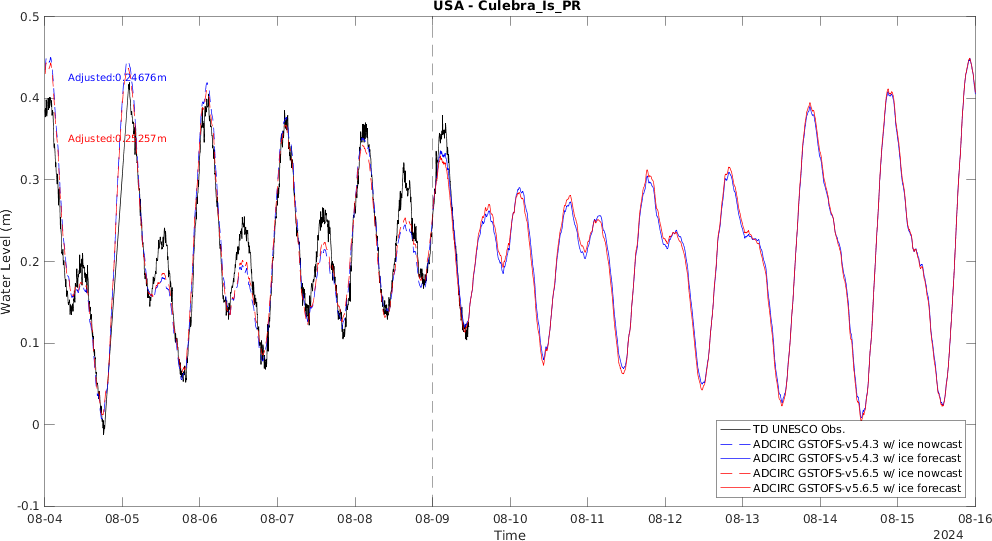 USA - Culebra_Is_PR
0.5
0.4
0.3
0.2
0.1
0
-0.1
Water Level (m)
Adjusted:0.24676m
Adjusted:0.25257m
TD UNESCO Obs.
ADCIRC GSTOFS-v5.4.3 w/ ice nowcast
ADCIRC GSTOFS-v5.4.3 w/ ice forecast
ADCIRC GSTOFS-v5.6.5 w/ ice nowcast
ADCIRC GSTOFS-v5.6.5 w/ ice forecast
08-04 08-05 08-06 08-07 08-08 08-09 08-10 08-11 08-12 08-13 08-14 08-15 08-16
Time
2024